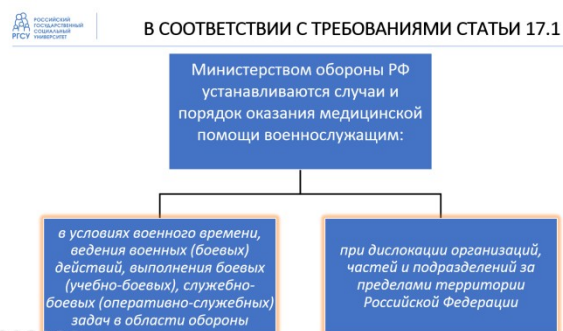 РОССИЙСКИЙ
ГОСУДАРСТВЕННЫЙ
СОЦИАЛЬНЫЙ
УНИВЕРСИТЕТ
РГСУ
В СООТВЕТСТВИИ С ТРЕБОВАНИЯМИ СТАТЬИ 17.1
Министерством обороны РФ
устанавливаются случаи и
порядок оказания медицинской
помощи военнослужащим:
в условиях военного времени,
ведения военных (боевых)
действий, выполнения боевых
(учебно-боевых), служебно-
боевых (оперативно-служебных)
задач в области обороны
при дислокации организаций,
частей и подразделений за
пределами территории
Российской Федерации